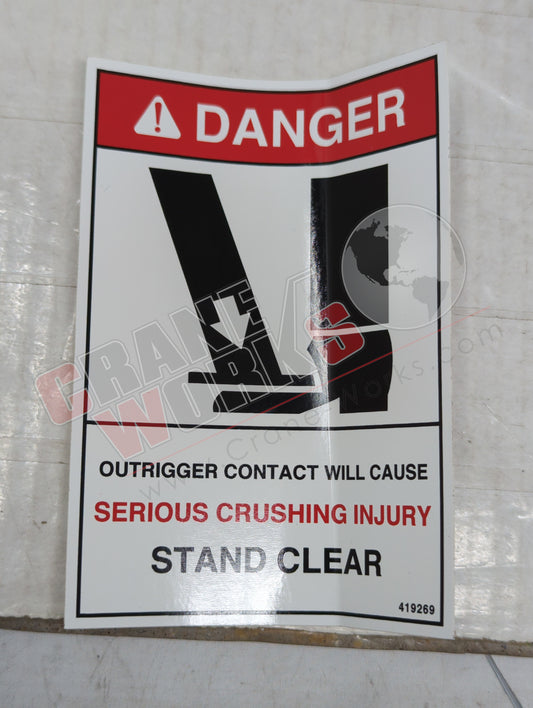 DANGER
CRANE
WORKS
www.CraneWorks.com
OUTRIGGER CONTACT WILL CAUSE
SERIOUS CRUSHING INJURY
STAND CLEAR
419269